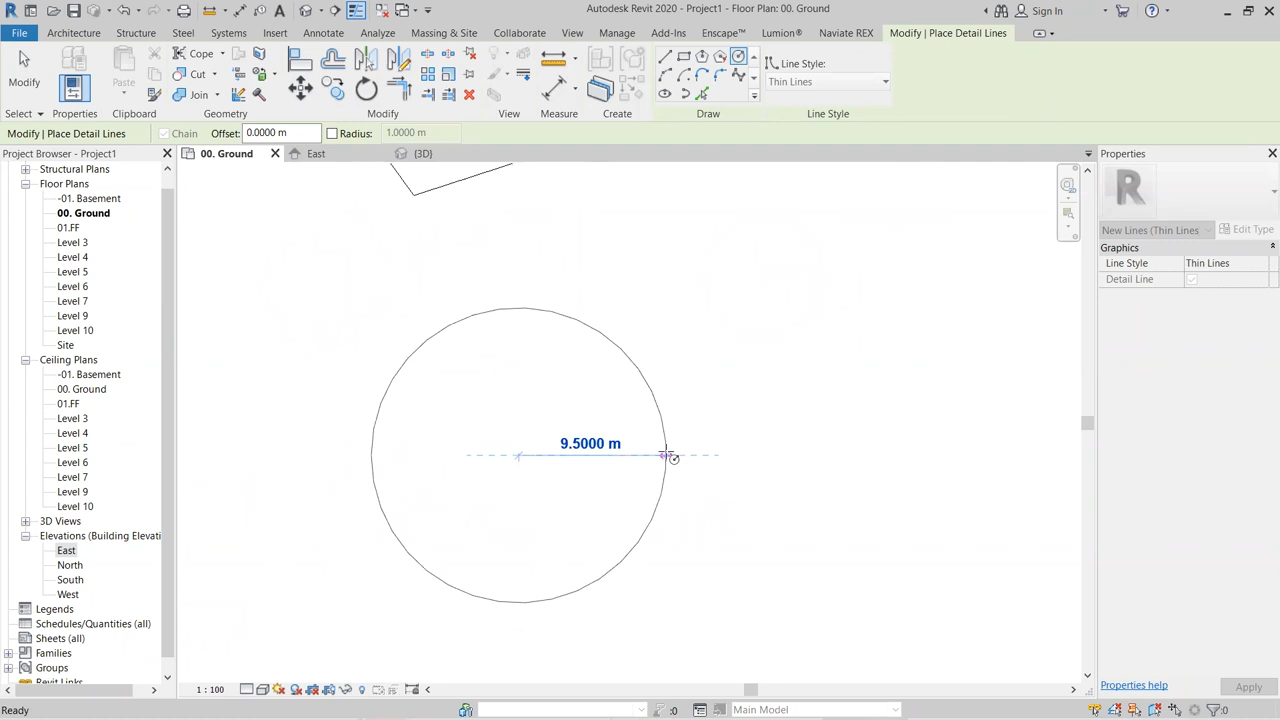 Autodesk Revit 2020 - Project1 - Floor Plan: 00. Ground
Sign In
File
Architecture
Structure
Steel
Systems
Insert
Annotate
Analyze
Massing & Site
Collaborate
View
Manage
Add-Ins
Enscape™
Lumion®
Naviate REX
Modify | Place Detail Lines
Modify
Paste
Cope
Cut
Join
Line Style:
Thin Lines
Select
Properties
Clipboard
Geometry
Modify
View
Measure
Create
Draw
Line Style
Modify | Place Detail Lines
Chain
Offset:
0.0000 m
Radius:
1.0000 m
Project Browser - Project1
00. Ground
East
(3D)
Properties
Structural Plans
Floor Plans
-01. Basement
00. Ground
01.FF
Level 3
Level 4
Level 5
Level 6
Level 7
Level 9
Level 10
Site
Ceiling Plans
-01. Basement
00. Ground
01.FF
Level 3
Level 4
Level 5
Level 6
Level 7
Level 9
Level 10
3D Views
Elevations (Building Elevati
East
North
South
West
Legends
Schedules/Quantities (all)
Sheets (all)
Families
Groups
Revit Links
9.5000 m
R
New Lines (Thin Lines
Edit Type
Graphics
Line Style
Thin Lines
Detail Line
Properties help
Apply
1 : 100
Ready
:0
Main Model
:0